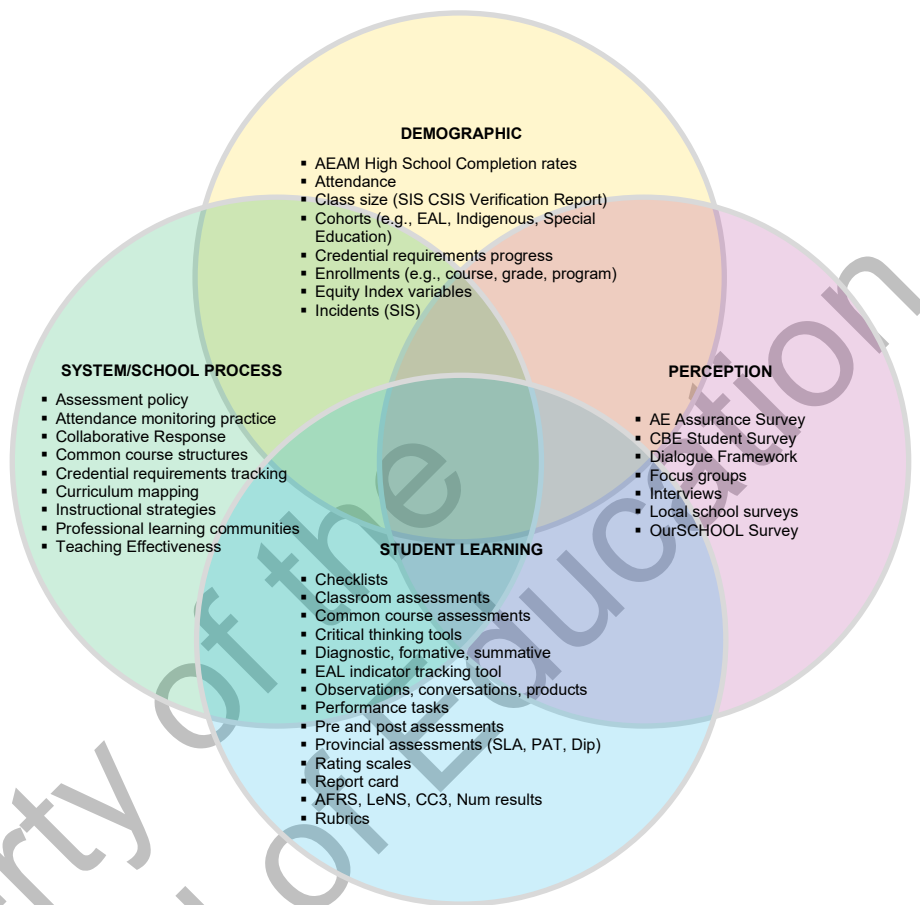 DEMOGRAPHIC
▪ AEAM High School Completion rates
▪ Attendance
▪ Class size (SIS CSIS Verification Report)
▪ Cohorts (e.g., EAL, Indigenous, Special
Education)
▪ Credential requirements progress
▪ Enrollments (e.g., course, grade, program)
▪ Equity Index variables
▪ Incidents (SIS)
SYSTEM/SCHOOL PROCESS
▪ Assessment policy
▪ Attendance monitoring practice
▪ Collaborative Response
▪ Common course structures
▪ Credential requirements tracking
▪ Curriculum mapping
▪ Instructional strategies
▪ Professional learning communities
▪ Teaching Effectiveness
PERCEPTION
▪ AE Assurance Survey
▪ CBE Student Survey
▪ Dialogue Framework
▪ Focus groups
▪ Interviews
▪ Local school surveys
▪ OurSCHOOL Survey
STUDENT LEARNING
▪ Checklists
▪ Classroom assessments
▪ Common course assessments
▪ Critical thinking tools
▪ Diagnostic, formative, summative
▪ EAL indicator tracking tool
▪ Observations, conversations, products
▪ Performance tasks
▪ Pre and post assessments
▪ Provincial assessments (SLA, PAT, Dip)
▪ Rating scales
▪ Report card
▪ AFRS, LeNS, CC3, Num results
▪ Rubrics
of the
of Education